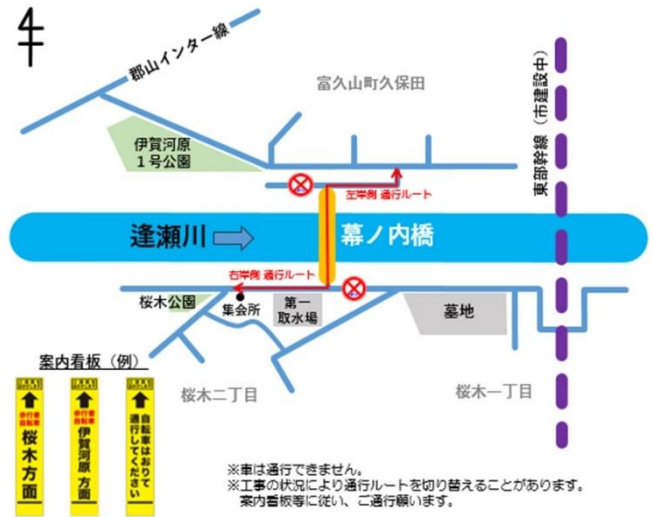 郡山インター線
富久山町久保田
東部幹線（市建設中）
伊賀河原
１号公園
左岸側 通行ルート
逢瀬川
幕ノ内橋
右岸側 通行ルート
桜木公園
集会所
第一
取水場
墓地
案内看板（例）
桜木二丁目
桜木一丁目
歩行者
自転車
桜木方面
歩行者
自転車
伊賀河原 方面
自転車はおりて
通行してください
※車は通行できません。
※工事の状況により通行ルートを切り替えることがあります。
案内看板等に従い、ご通行願います。